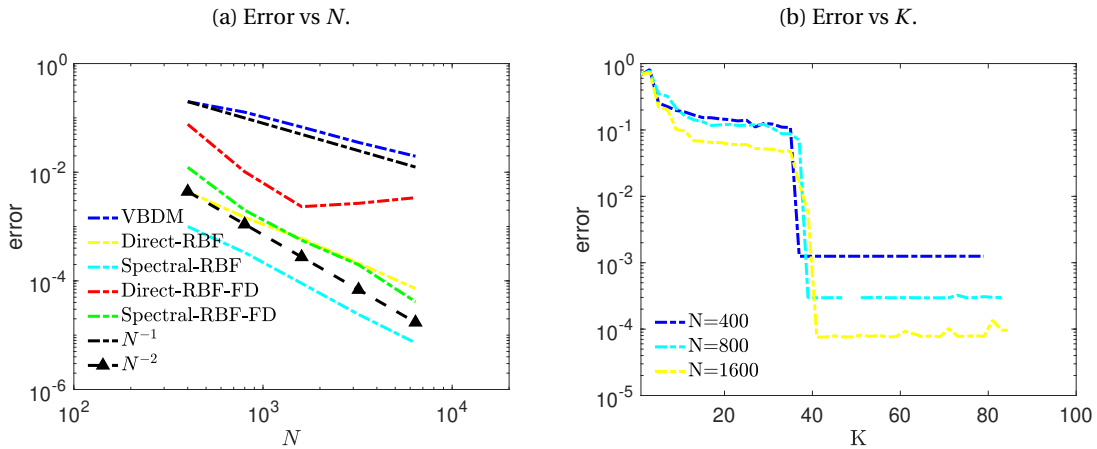 (a) Error vs N.
10^0
10^-2
10^-4
10^-6
error
VBDM
Direct-RBF
Spectral-RBF
Direct-RBF-FD
Spectral-RBF-FD
N^-1
N^-2
10^2
10^3
10^4
N
(b) Error vs K.
10^0
10^-1
10^-2
10^-3
10^-4
10^-5
error
N=400
N=800
N=1600
20
40
60
80
100
K